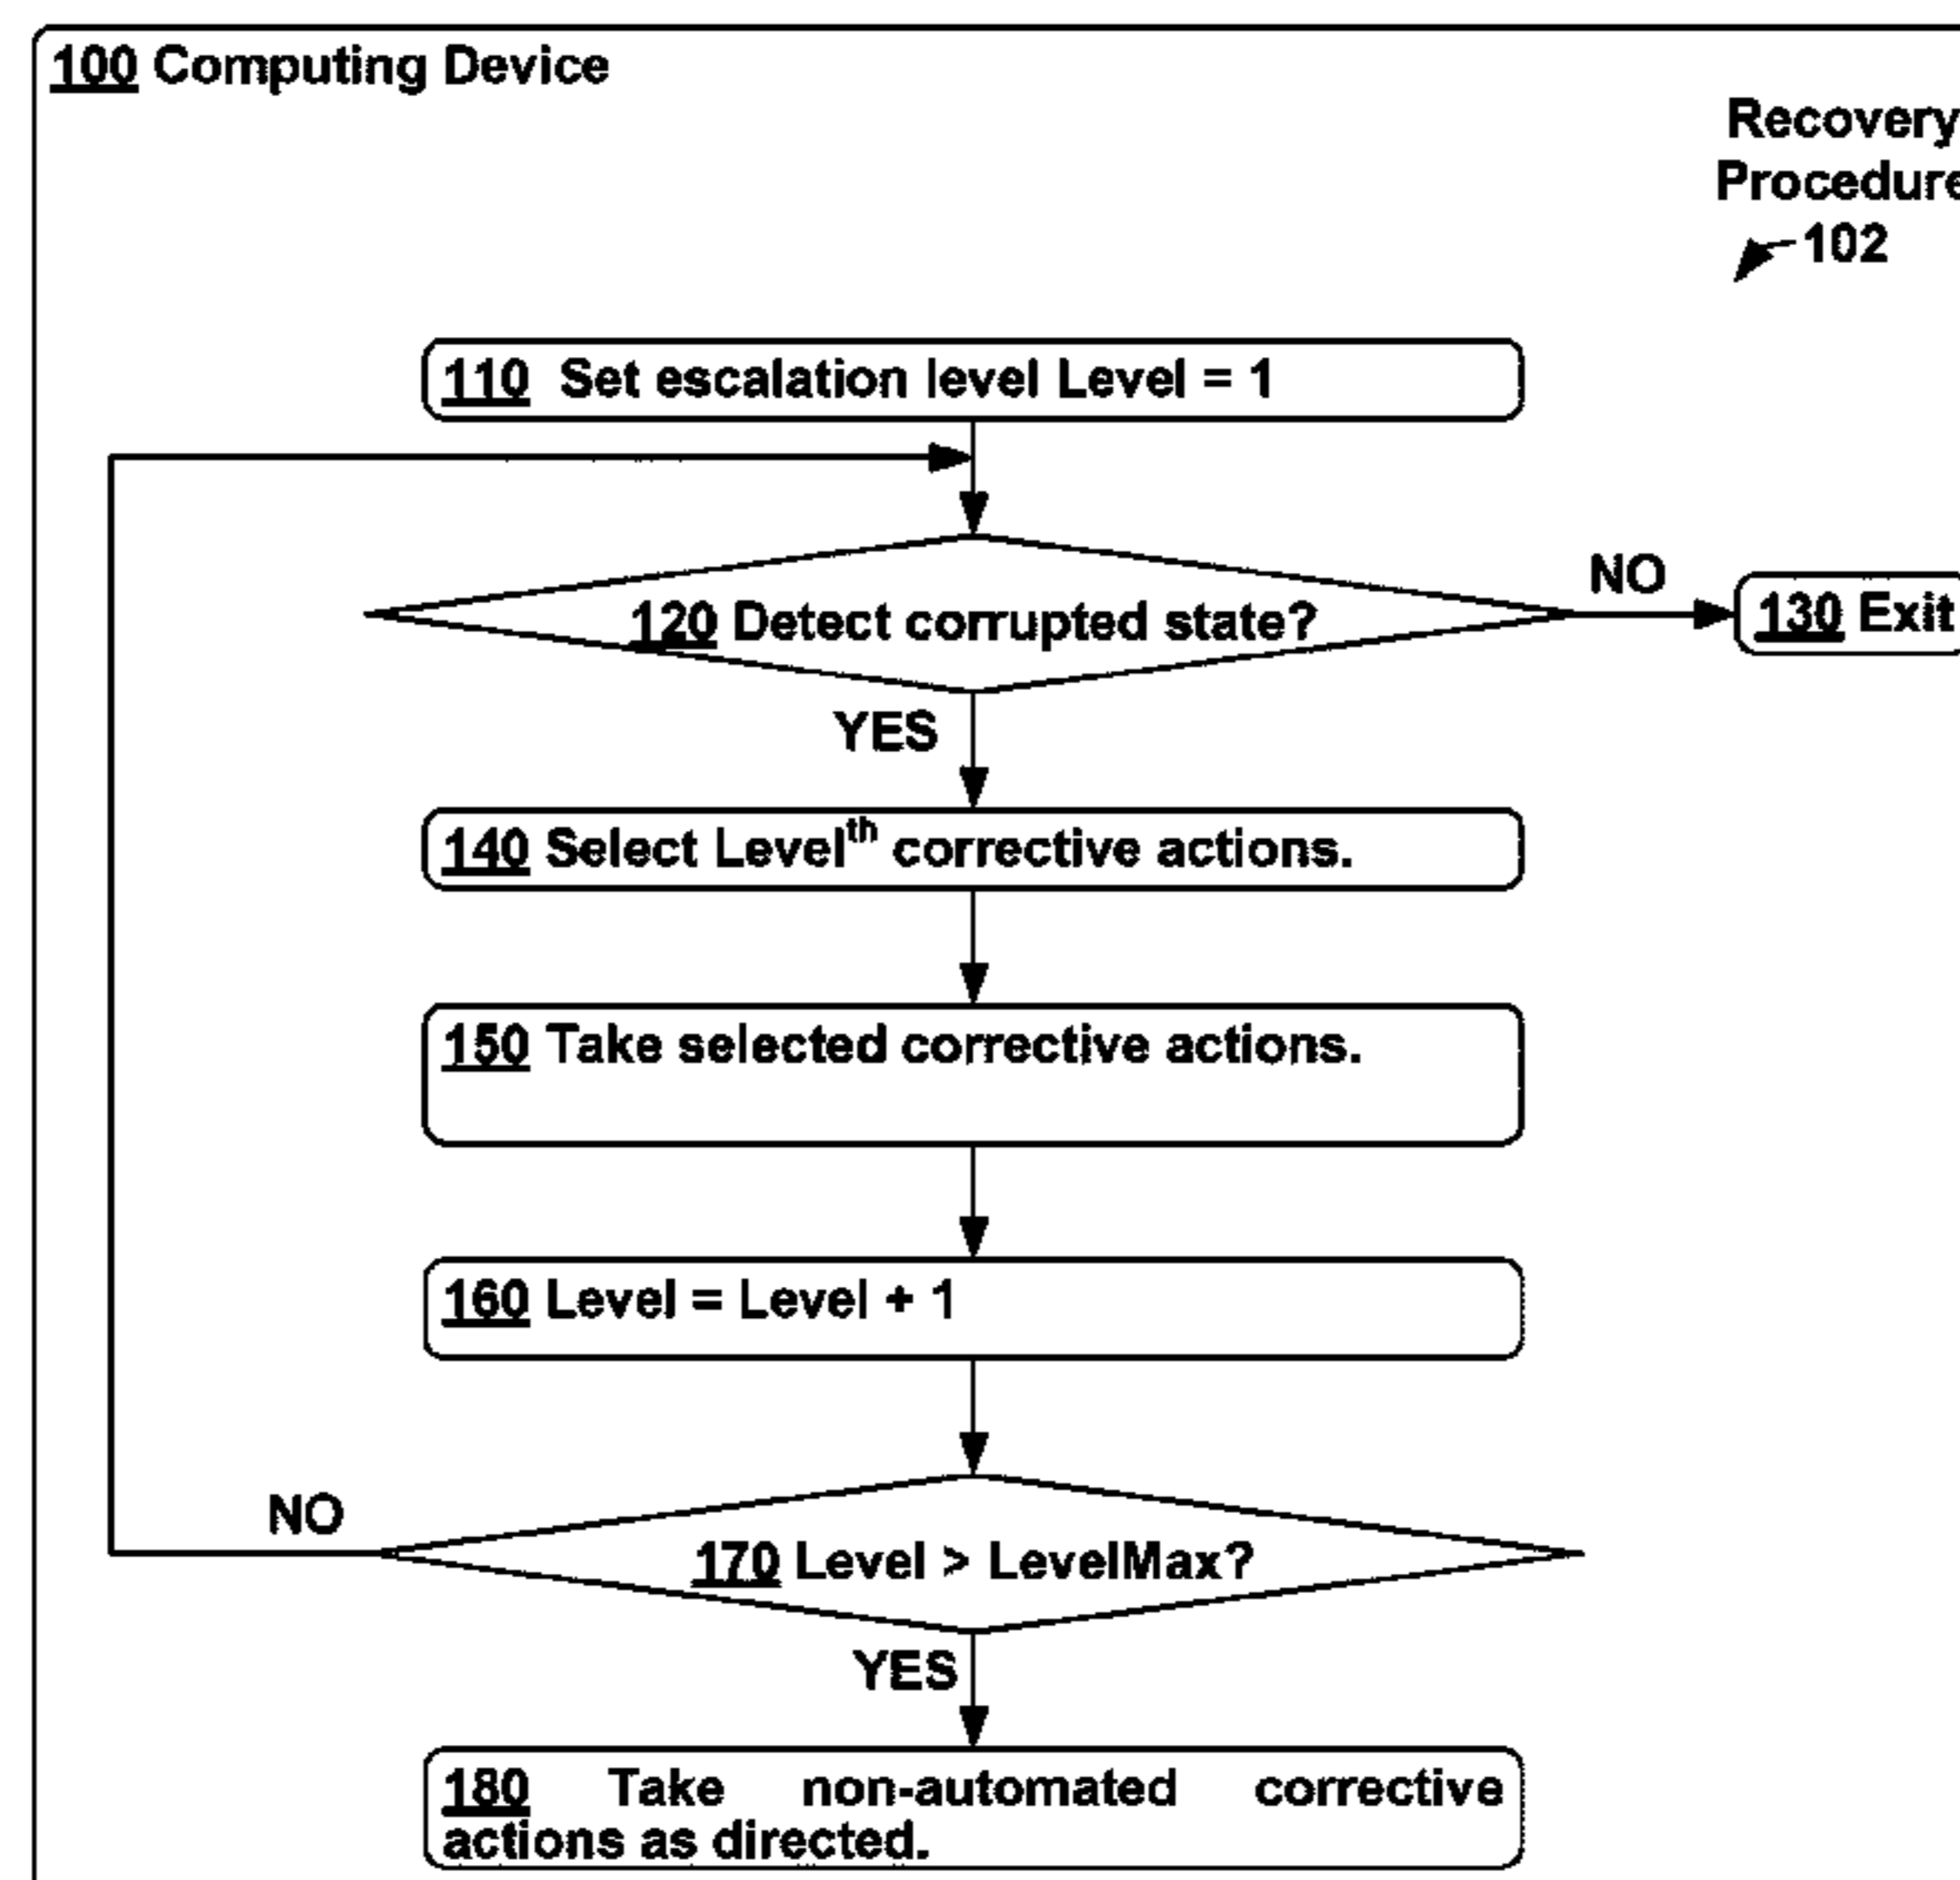 100 Computing Device
Recovery
Procedure
102
110 Set escalation level Level = 1
120 Detect corrupted state?
NO
130 Exit
YES
140 Select Levelth corrective actions.
150 Take selected corrective actions.
160 Level = Level + 1
NO
170 Level > LevelMax?
YES
180 Take non-automated corrective
actions as directed.